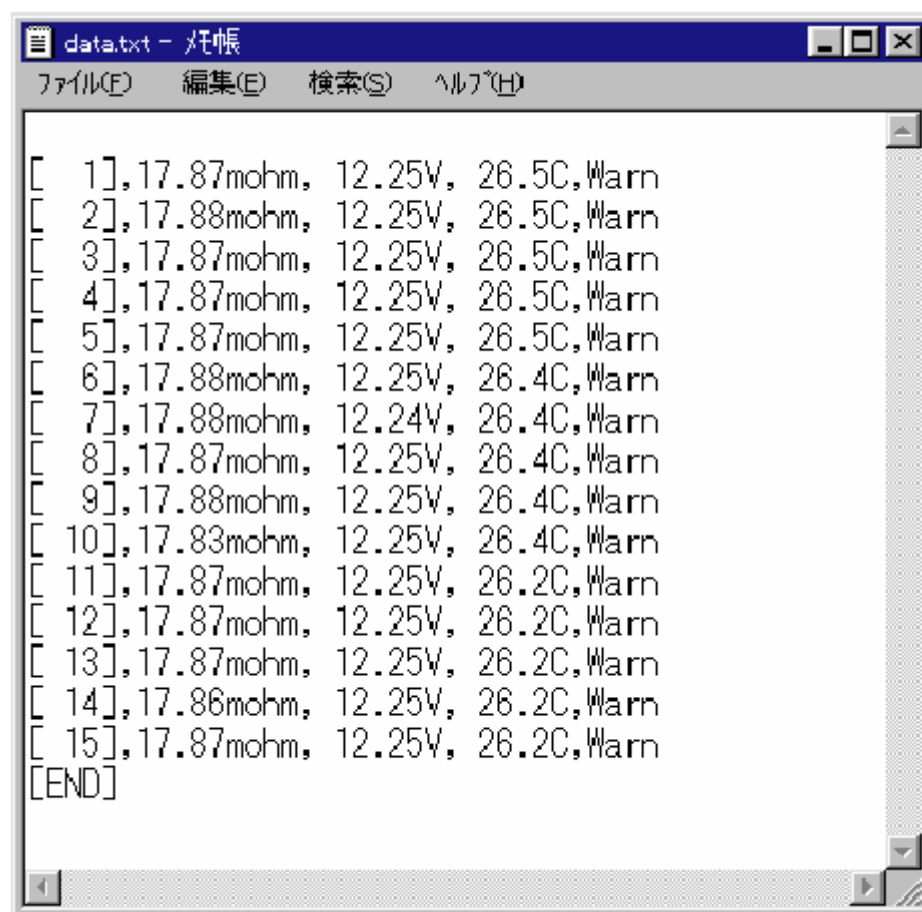 data.txt - ﾒﾓ帳
ﾌｧｲﾙ(F) 編集(E) 検索(S) ﾍﾙﾌﾟ(H)
[  1],17.87mohm, 12.25V, 26.5C,Warn
[  2],17.88mohm, 12.25V, 26.5C,Warn
[  3],17.87mohm, 12.25V, 26.5C,Warn
[  4],17.87mohm, 12.25V, 26.5C,Warn
[  5],17.87mohm, 12.25V, 26.5C,Warn
[  6],17.88mohm, 12.25V, 26.4C,Warn
[  7],17.88mohm, 12.24V, 26.4C,Warn
[  8],17.87mohm, 12.25V, 26.4C,Warn
[  9],17.88mohm, 12.25V, 26.4C,Warn
[ 10],17.83mohm, 12.25V, 26.4C,Warn
[ 11],17.87mohm, 12.25V, 26.2C,Warn
[ 12],17.87mohm, 12.25V, 26.2C,Warn
[ 13],17.87mohm, 12.25V, 26.2C,Warn
[ 14],17.86mohm, 12.25V, 26.2C,Warn
[ 15],17.87mohm, 12.25V, 26.2C,Warn
[END]